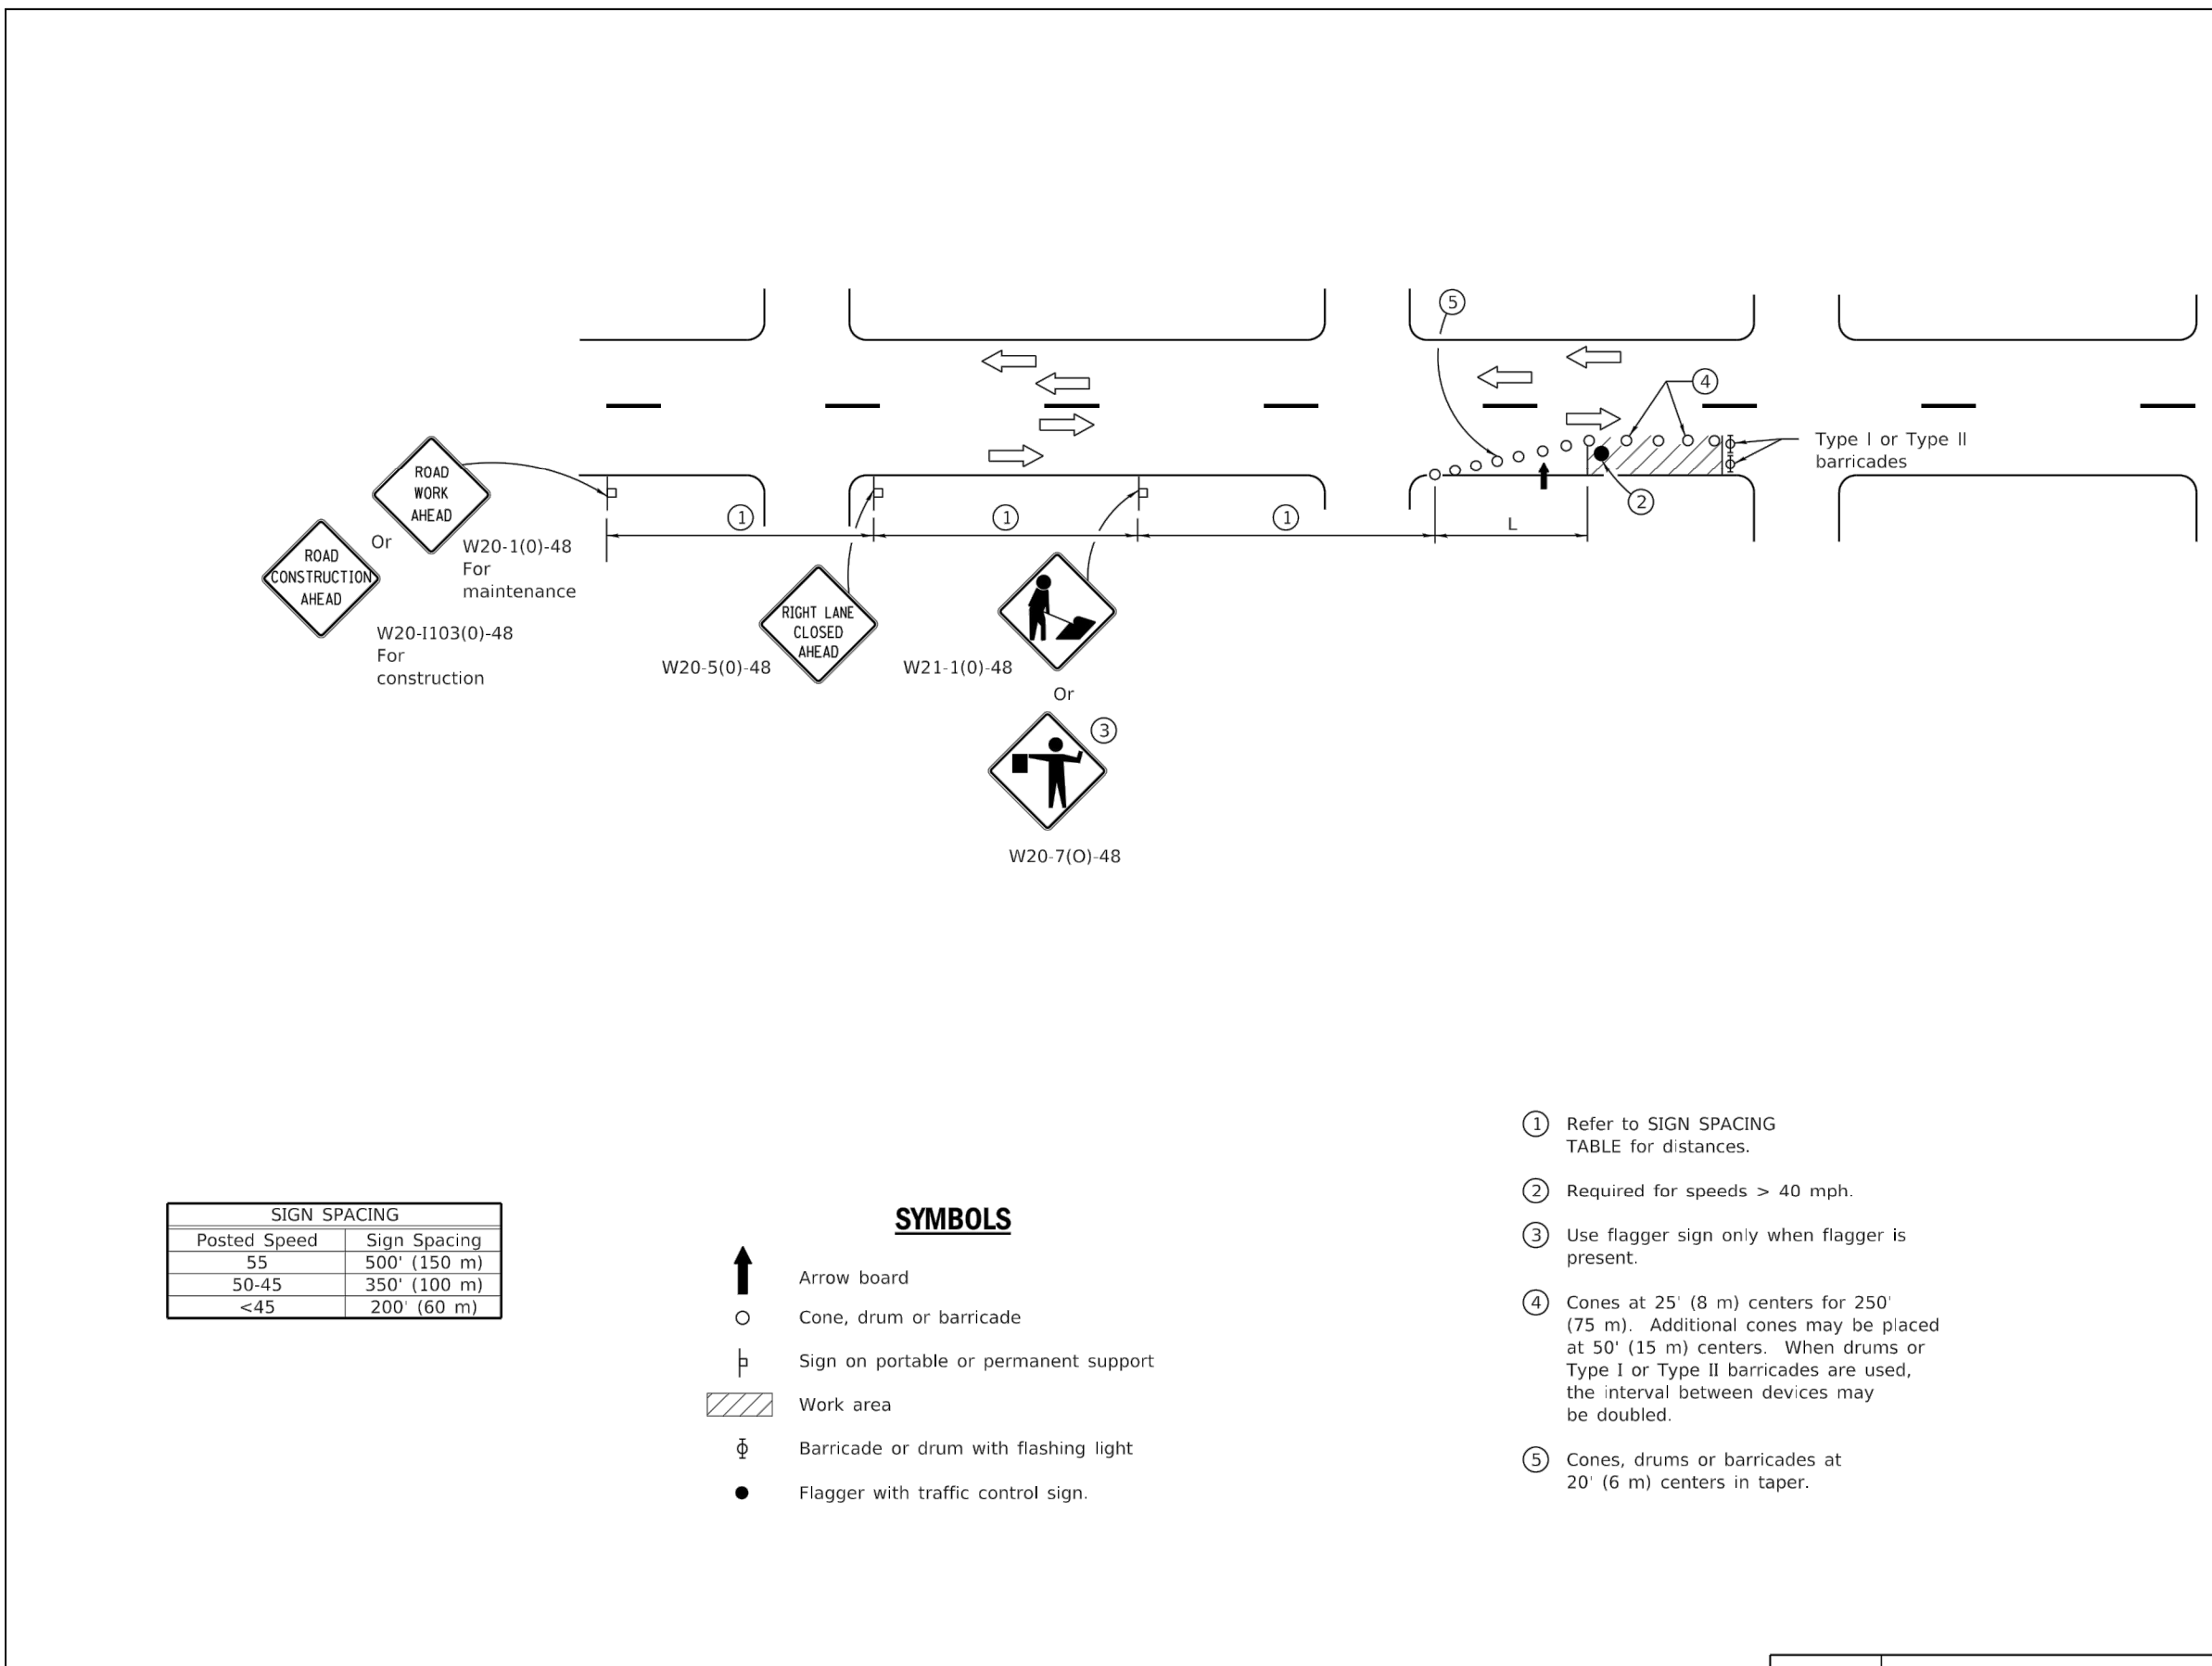 5
4
Type I or Type II
barricades
2
ROAD
WORK
AHEAD
Or
ROAD
CONSTRUCTION
AHEAD
W20-1(0)-48
For
maintenance
W20-I103(0)-48
For
construction
1
1
1
L
RIGHT LANE
CLOSED
AHEAD
W20-5(0)-48
W21-1(0)-48
Or
3
W20-7(O)-48
SIGN SPACING
Posted Speed Sign Spacing
55 500' (150 m)
50-45 350' (100 m)
<45 200' (60 m)
SYMBOLS
Arrow board
Cone, drum or barricade
Sign on portable or permanent support
Work area
Barricade or drum with flashing light
Flagger with traffic control sign.
1 Refer to SIGN SPACING
TABLE for distances.
2 Required for speeds > 40 mph.
3 Use flagger sign only when flagger is
present.
4 Cones at 25' (8 m) centers for 250'
(75 m). Additional cones may be placed
at 50' (15 m) centers. When drums or
Type I or Type II barricades are used,
the interval between devices may
be doubled.
5 Cones, drums or barricades at
20' (6 m) centers in taper.